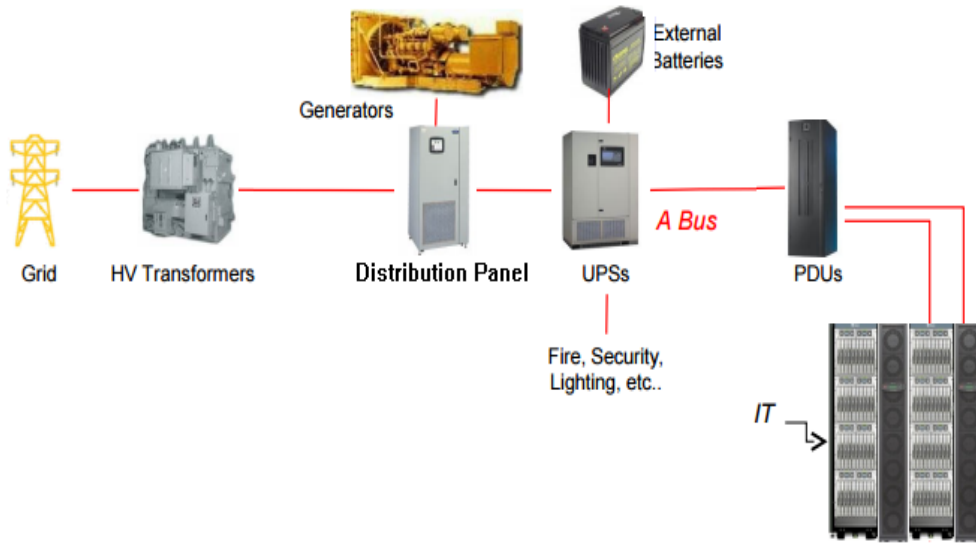 External
Batteries
Generators
A Bus
Grid
HV Transformers
Distribution Panel
UPSs
PDUs
Fire, Security,
Lighting, etc..
IT